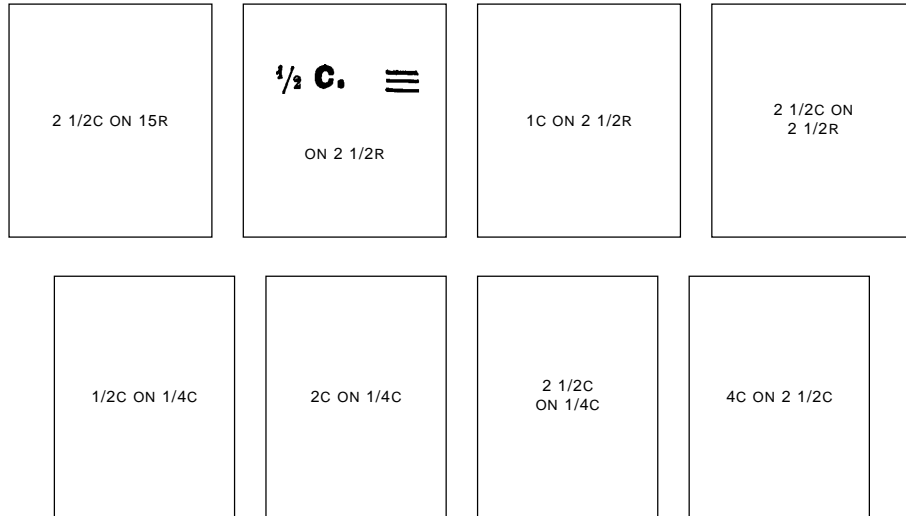 2 1/2C ON 15R
1/2 C.
ON 2 1/2R
1C ON 2 1/2R
2 1/2C ON
2 1/2R
1/2C ON 1/4C
2C ON 1/4C
2 1/2C
ON 1/4C
4C ON 2 1/2C